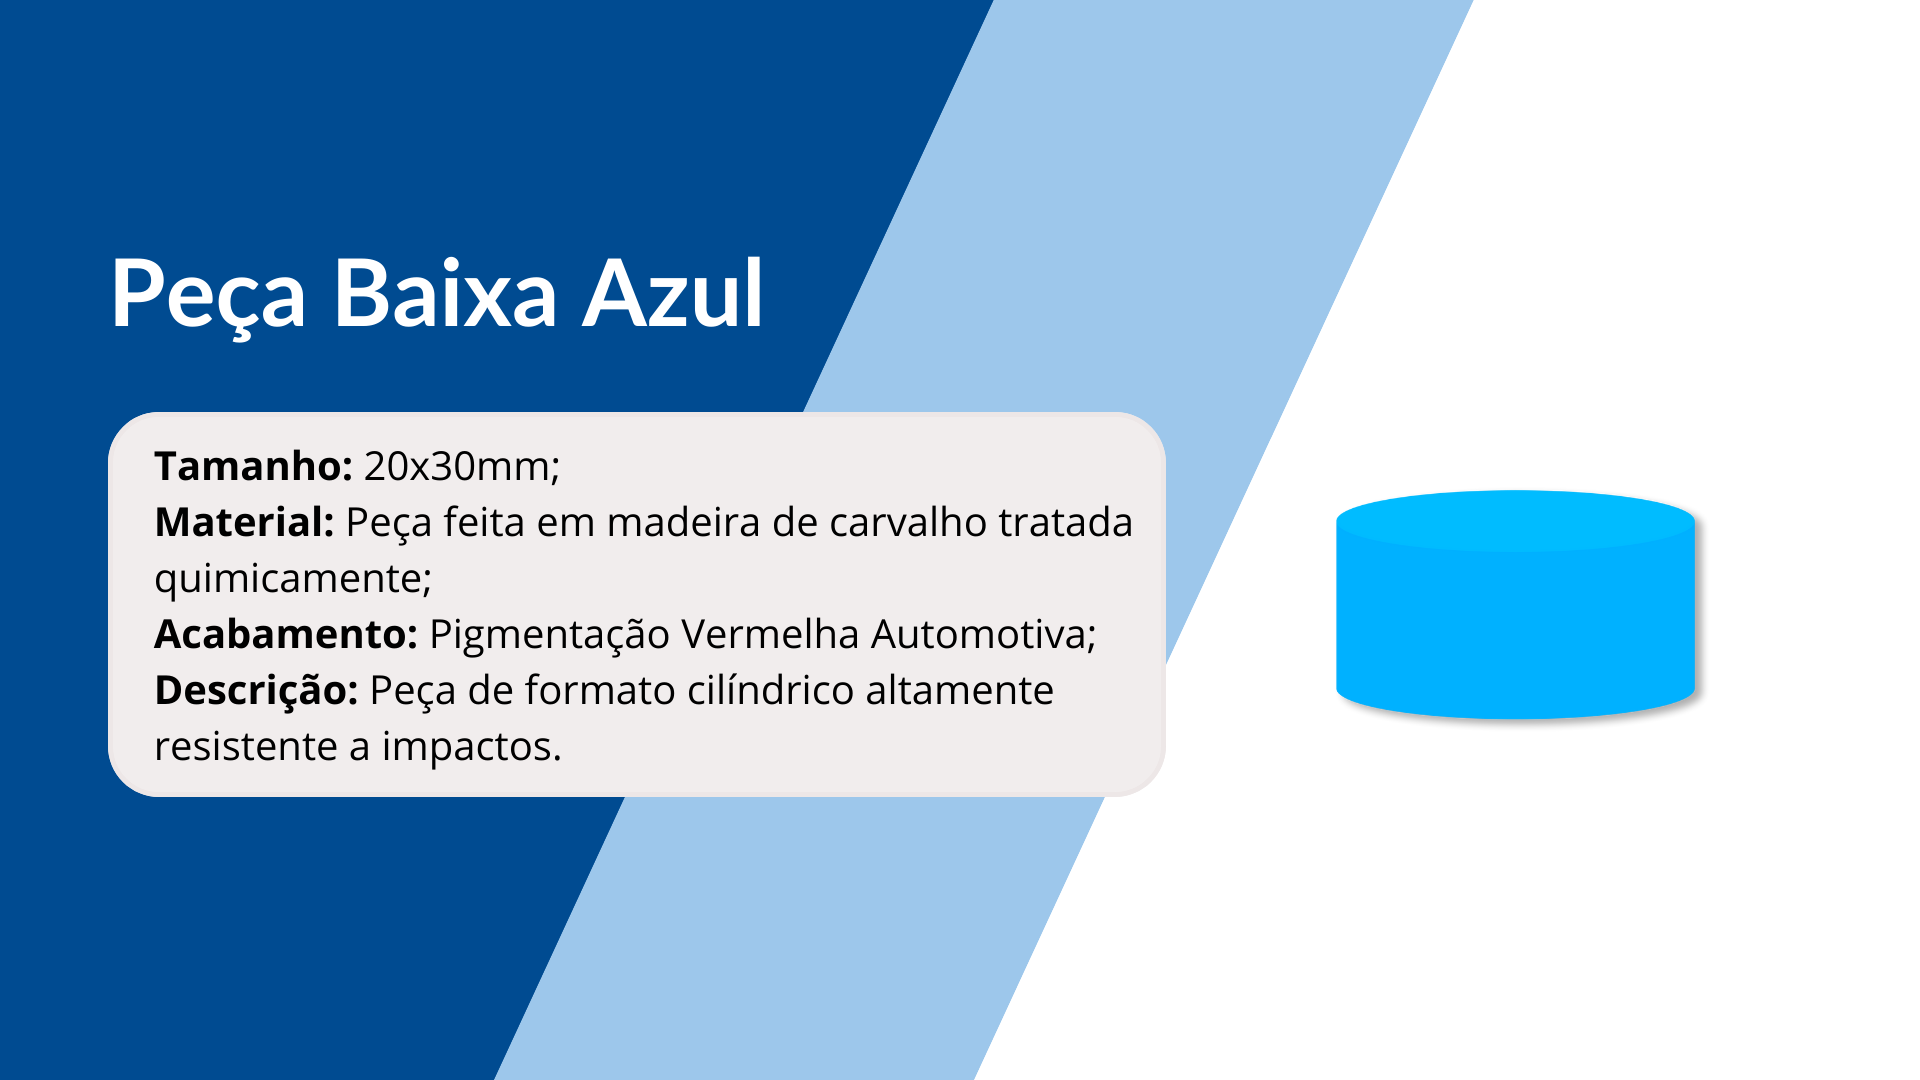 Peça Baixa Azul
Tamanho: 20x30mm;
Material: Peça feita em madeira de carvalho tratada
quimicamente;
Acabamento: Pigmentação Vermelha Automotiva;
Descrição: Peça de formato cilíndrico altamente
resistente a impactos.